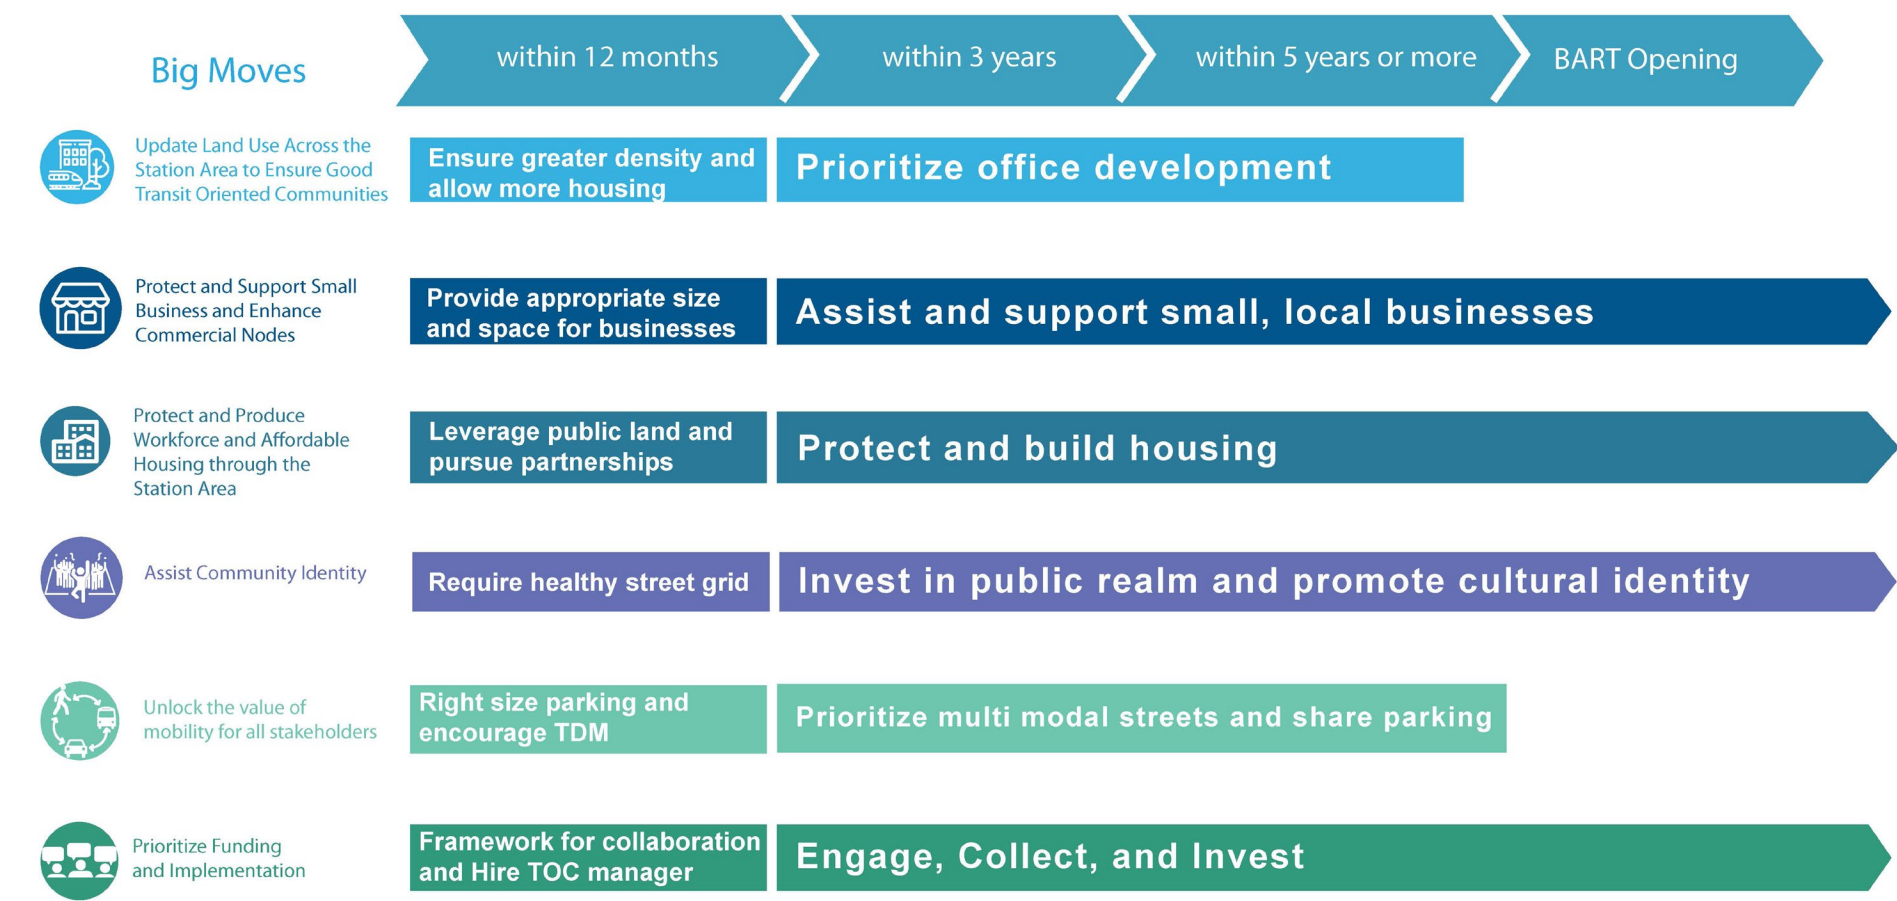 Big Moves
within 12 months
within 3 years
within 5 years or more
BART Opening
Update Land Use Across the
Station Area to Ensure Good
Transit Oriented Communities
Ensure greater density and
allow more housing
Prioritize office development
Protect and Support Small
Business and Enhance
Commercial Nodes
Provide appropriate size
and space for businesses
Assist and support small, local businesses
Protect and Produce
Workforce and Affordable
Housing through the
Station Area
Leverage public land and
pursue partnerships
Protect and build housing
Assist Community Identity
Require healthy street grid
Invest in public realm and promote cultural identity
Unlock the value of
mobility for all stakeholders
Right size parking and
encourage TDM
Prioritize multi modal streets and share parking
Prioritize Funding
and Implementation
Framework for collaboration
and Hire TOC manager
Engage, Collect, and Invest